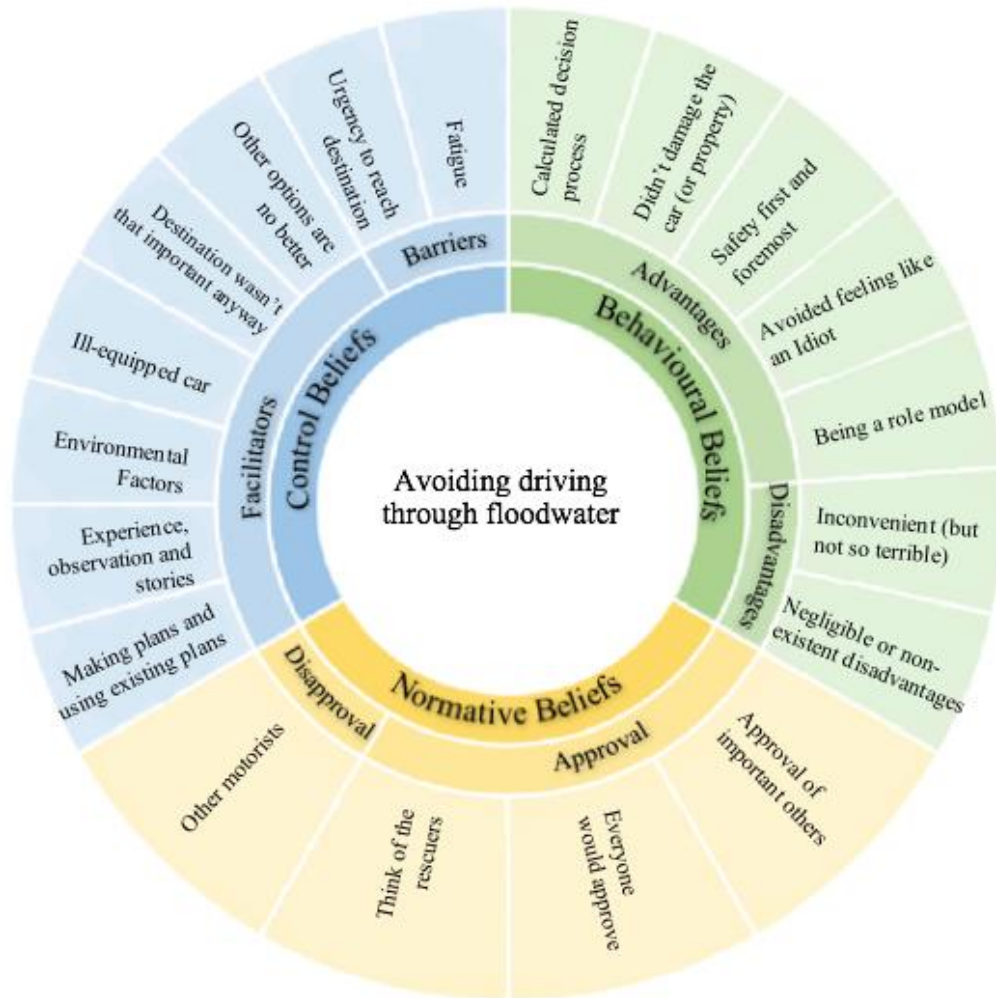 Avoiding driving
through floodwater
Behavioural Beliefs
Advantages
Calculated decision
process
Didn't damage the
car (or property)
Safety first and
foremost
Avoided feeling like
an Idiot
Being a role model
Disadvantages
Inconvenient (but
not so terrible)
Negligible or non-
existent disadvantages
Normative Beliefs
Approval
Approval of
important others
Everyone
would approve
Think of the
rescuers
Disapproval
Other motorists
Control Beliefs
Facilitators
Making plans and
using existing plans
Experience,
observation and
stories
Environmental
Factors
Ill-equipped car
Destination wasn't
that important anyway
Other options are
no better
Barriers
Urgency to reach
destination
Fatigue